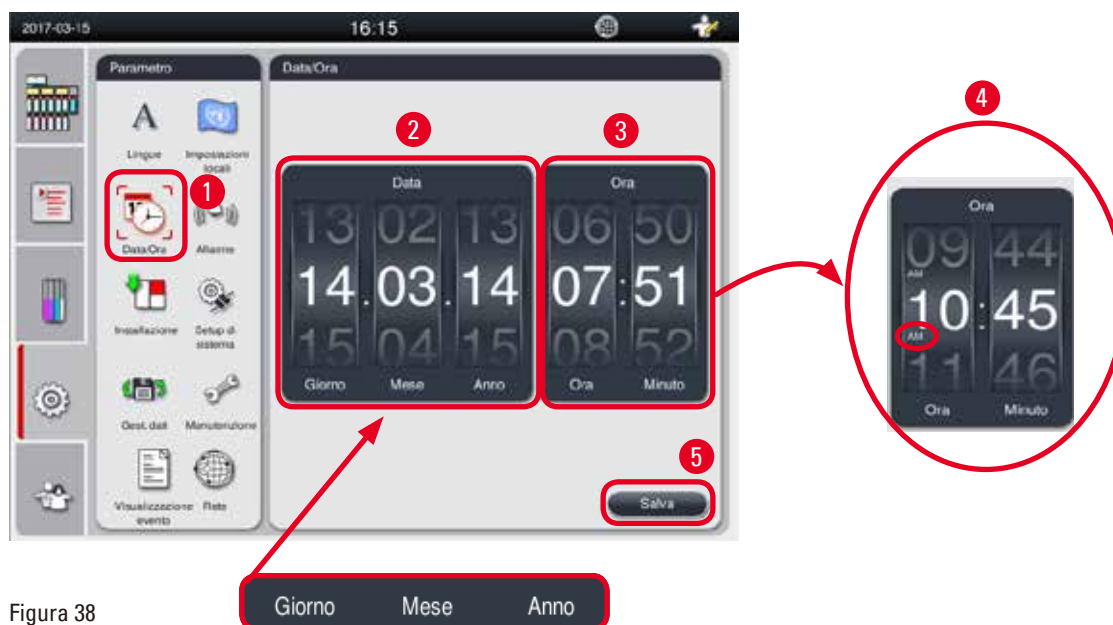 2017-03-15 16:15
Parametro
Lingue Impostazioni locali
1
Data/Ora Allarme
Installazione Setup di sistema
Gest. dati Manutenzione
Visualizzazione evento Rete
Data/Ora
2
Data
13 02 13
14.03.14
15 04 15
Giorno Mese Anno
3
Ora
06 50
07:51
08 52
Ora Minuto
5
Salva
4
Ora
09 44
AM
10:45
AM
11 46
Ora Minuto
Giorno Mese Anno
Figura 38